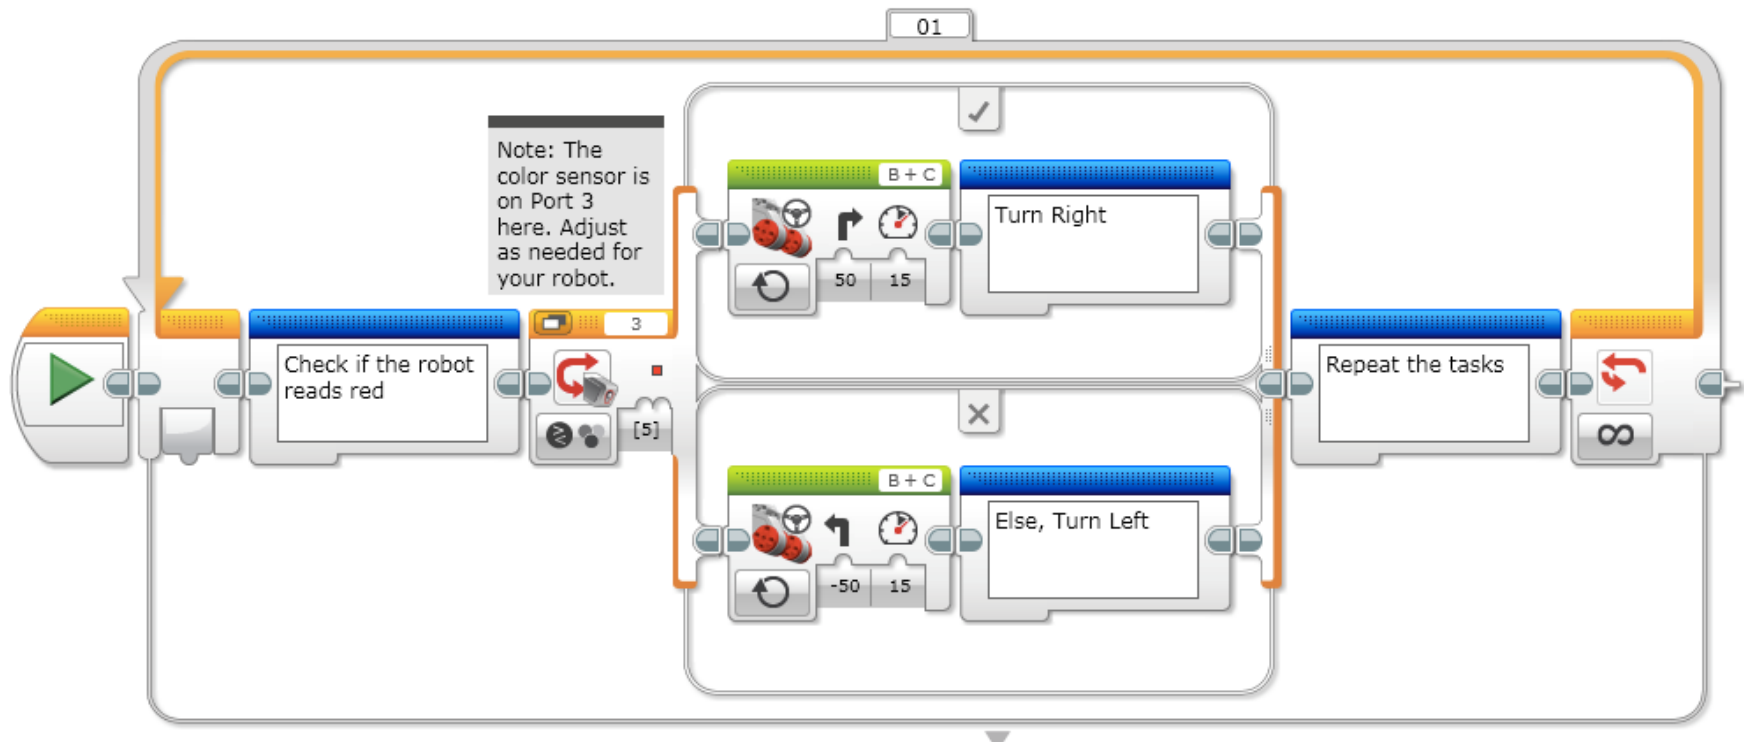 01
Note: The
color sensor is
on Port 3
here. Adjust
as needed for
your robot.
B + C
Turn Right
50 15
Check if the robot
reads red
3
[5]
Repeat the tasks
∞
B + C
Else, Turn Left
-50 15